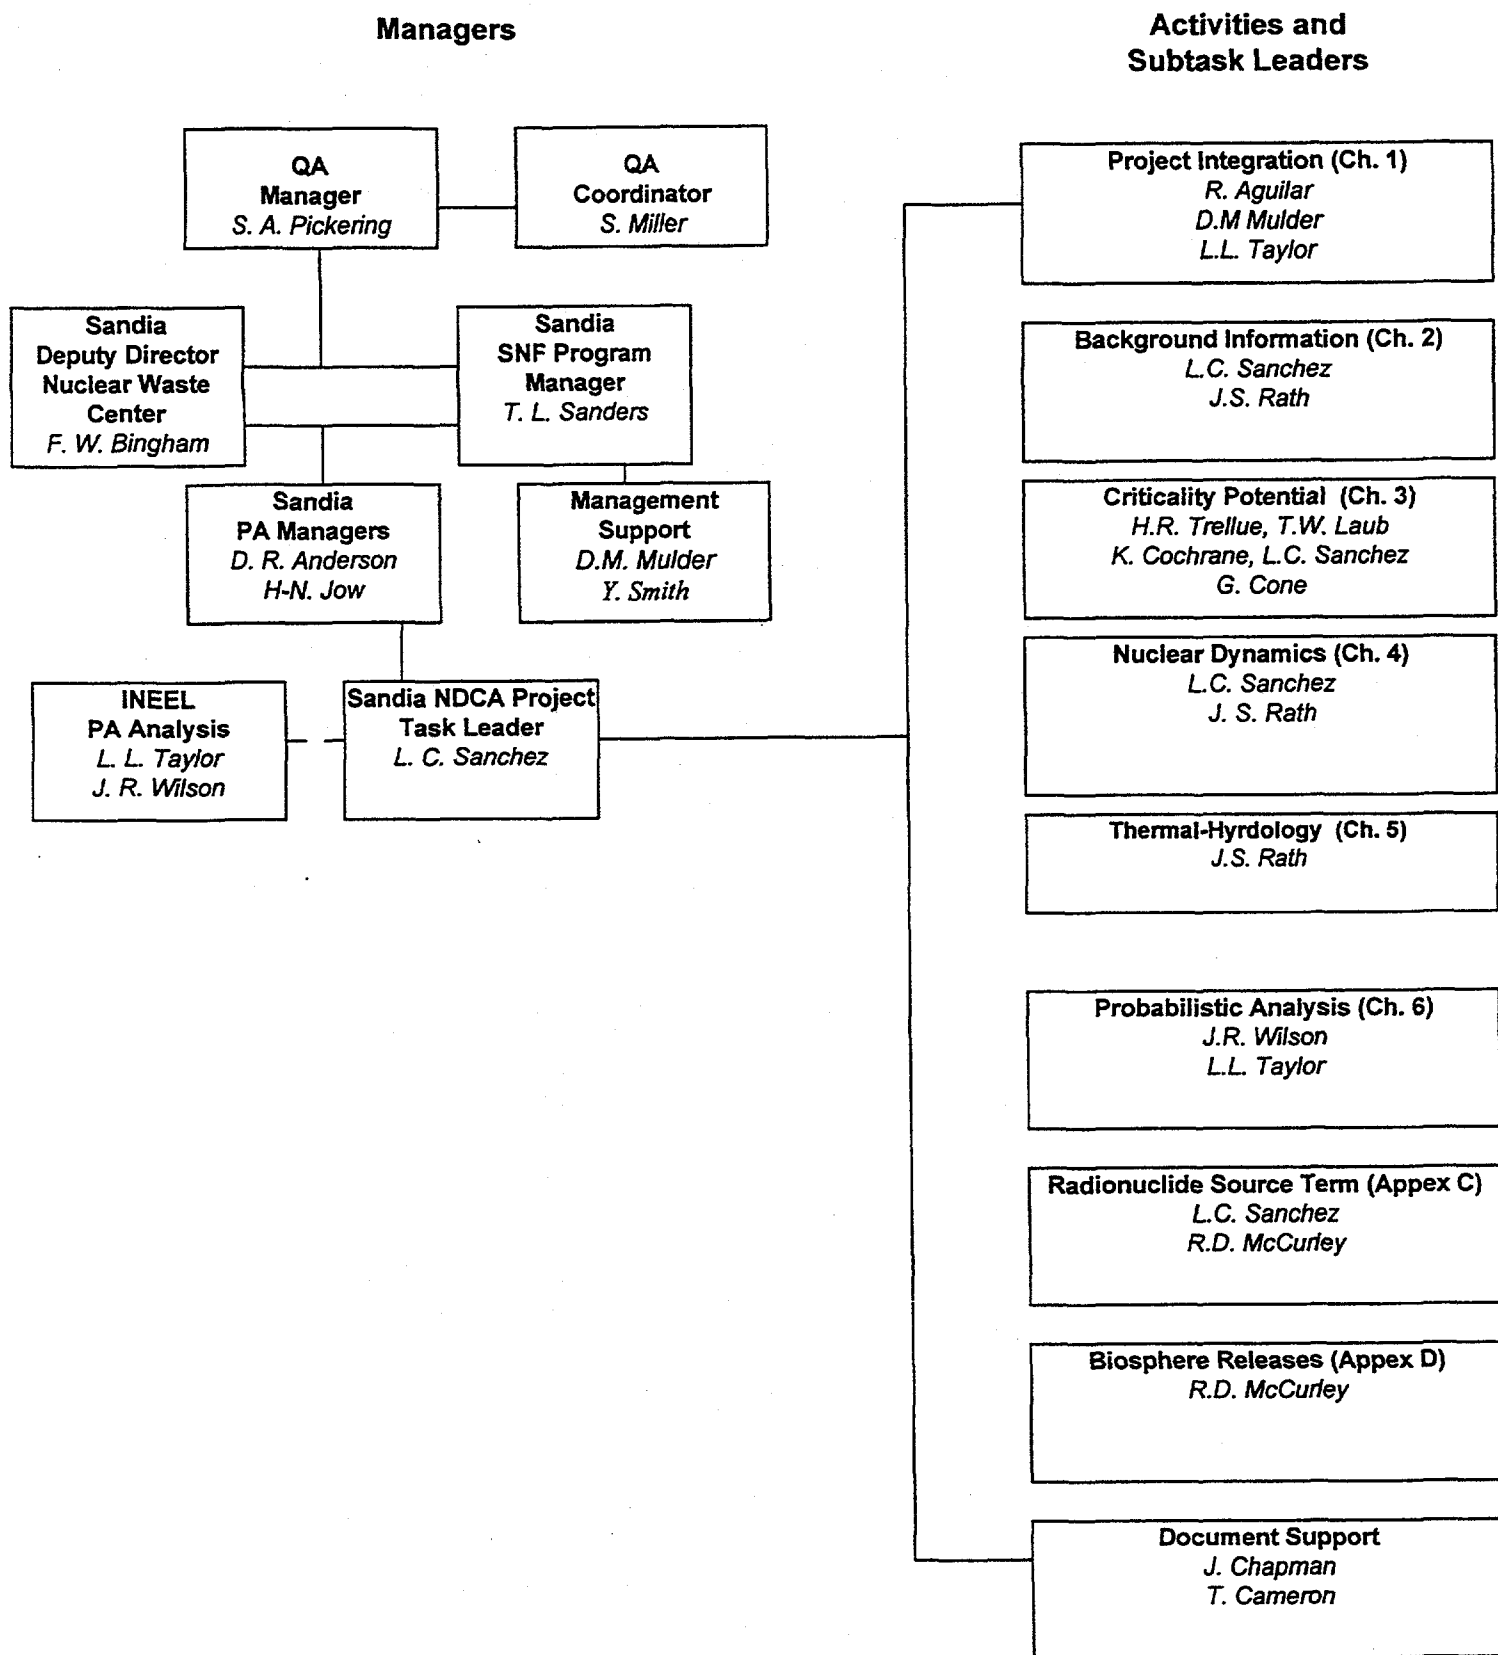 Managers
Activities and
Subtask Leaders
QA
Manager
S. A. Pickering
QA
Coordinator
S. Miller
Sandia
Deputy Director
Nuclear Waste
Center
F. W. Bingham
Sandia
SNF Program
Manager
T. L. Sanders
Sandia
PA Managers
D. R. Anderson
H-N. Jow
Management
Support
D.M. Mulder
Y. Smith
INEEL
PA Analysis
L. L. Taylor
J. R. Wilson
Sandia NDCA Project
Task Leader
L. C. Sanchez
Project Integration (Ch. 1)
R. Aguilar
D.M Mulder
L.L. Taylor
Background Information (Ch. 2)
L.C. Sanchez
J.S. Rath
Criticality Potential (Ch. 3)
H.R. Trellue, T.W. Laub
K. Cochrane, L.C. Sanchez
G. Cone
Nuclear Dynamics (Ch. 4)
L.C. Sanchez
J. S. Rath
Thermal-Hyrdology (Ch. 5)
J.S. Rath
Probabilistic Analysis (Ch. 6)
J.R. Wilson
L.L. Taylor
Radionuclide Source Term (Appex C)
L.C. Sanchez
R.D. McCurley
Biosphere Releases (Appex D)
R.D. McCurley
Document Support
J. Chapman
T. Cameron